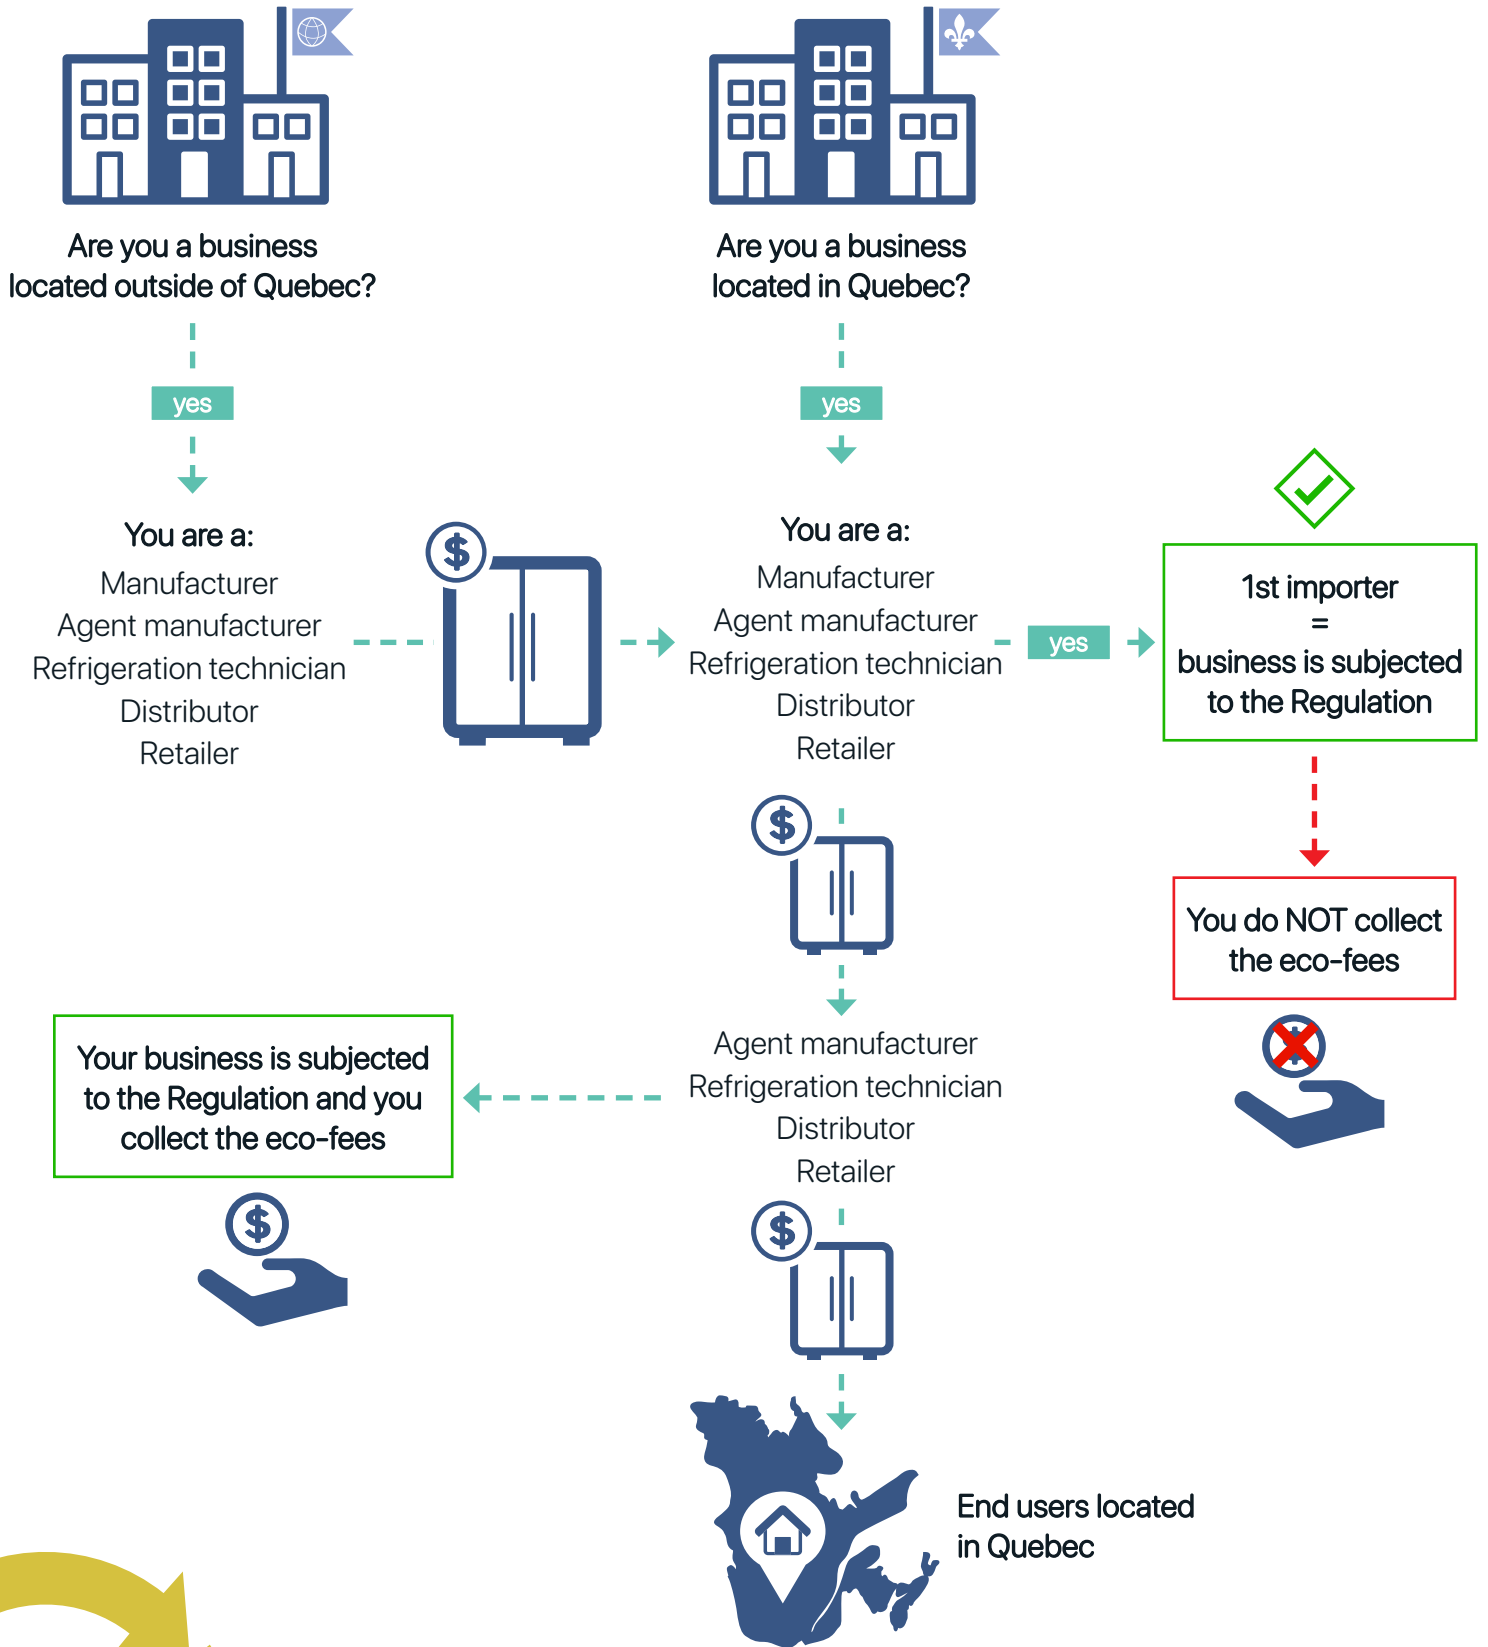 Are you a business
located outside of Quebec?
Are you a business
located in Quebec?
yes
yes
You are a:
Manufacturer
Agent manufacturer
Refrigeration technician
Distributor
Retailer
$
You are a:
Manufacturer
Agent manufacturer
Refrigeration technician
Distributor
Retailer
yes
1st importer
=
business is subjected
to the Regulation
$
You do NOT collect
the eco-fees
Agent manufacturer
Refrigeration technician
Distributor
Retailer
Your business is subjected
to the Regulation and you
collect the eco-fees
$
$
End users located
in Quebec